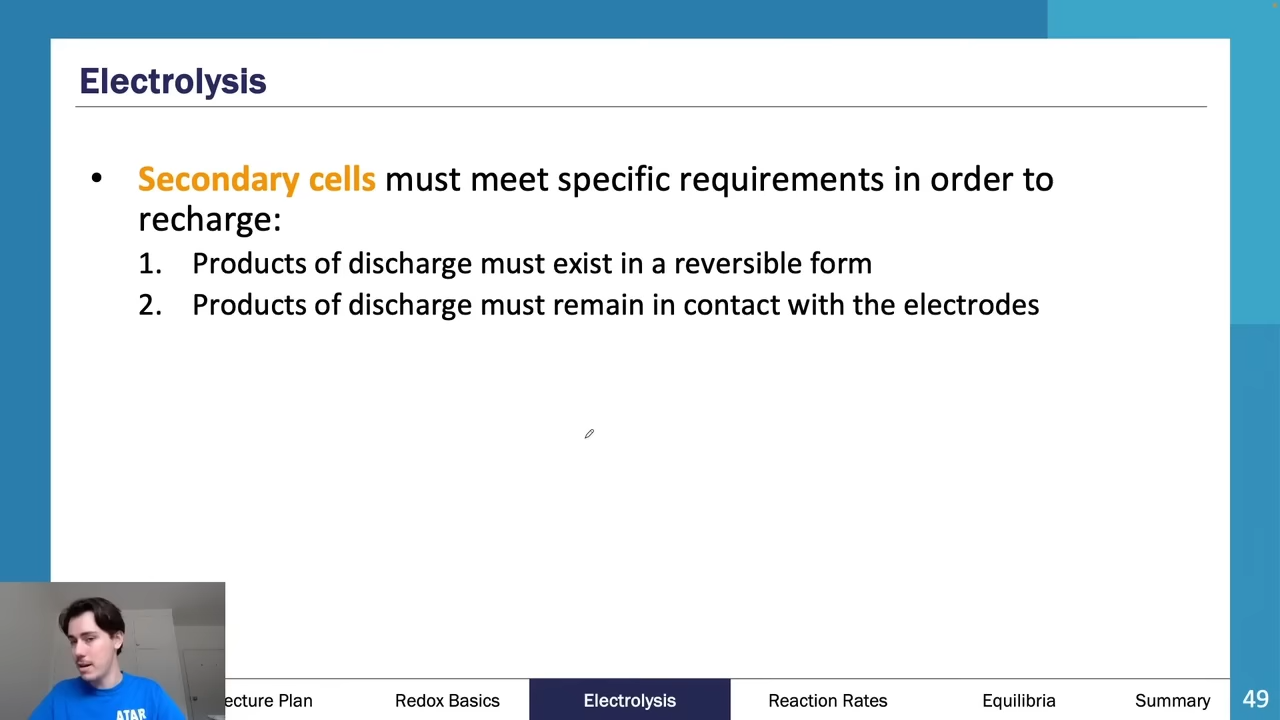 Electrolysis
• Secondary cells must meet specific requirements in order to
recharge:
1. Products of discharge must exist in a reversible form
2. Products of discharge must remain in contact with the electrodes
ATAR
ecture Plan Redox Basics Electrolysis Reaction Rates Equilibria Summary 49